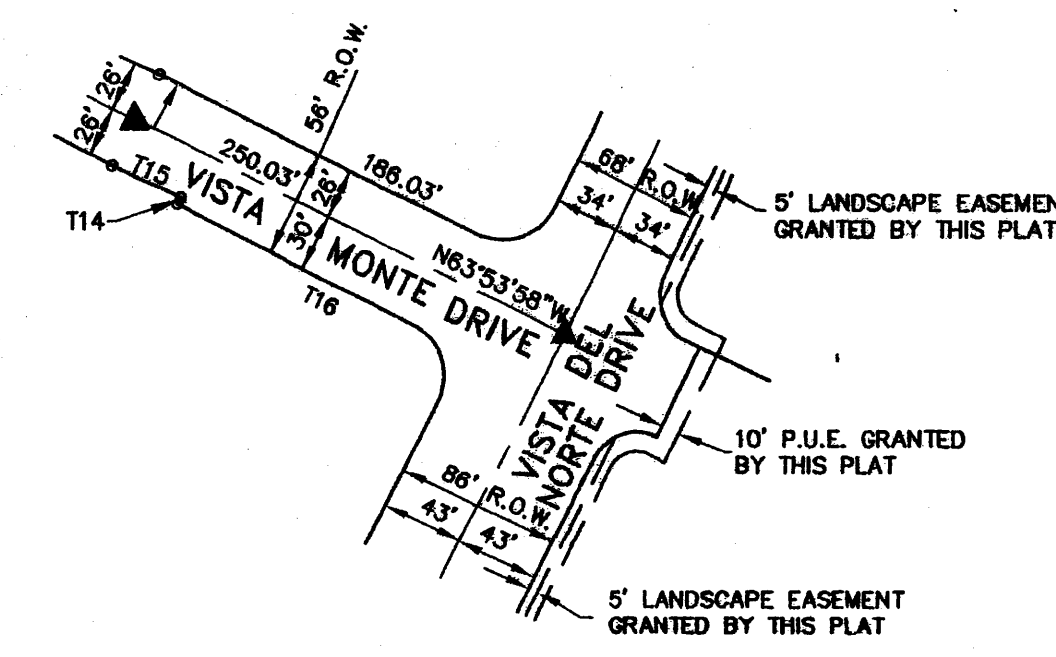 56' R.O.W.
26'
26'
250.03'
186.03'
26'
30'
T15
T14
T16
VISTA
MONTE DRIVE
N63°53'58"W
68' R.O.W.
34'
34'
5' LANDSCAPE EASEMEN
GRANTED BY THIS PLAT
VISTA DEL
NORTE DRIVE
10' P.U.E. GRANTED
BY THIS PLAT
86' R.O.W.
43'
43'
5' LANDSCAPE EASEMENT
GRANTED BY THIS PLAT